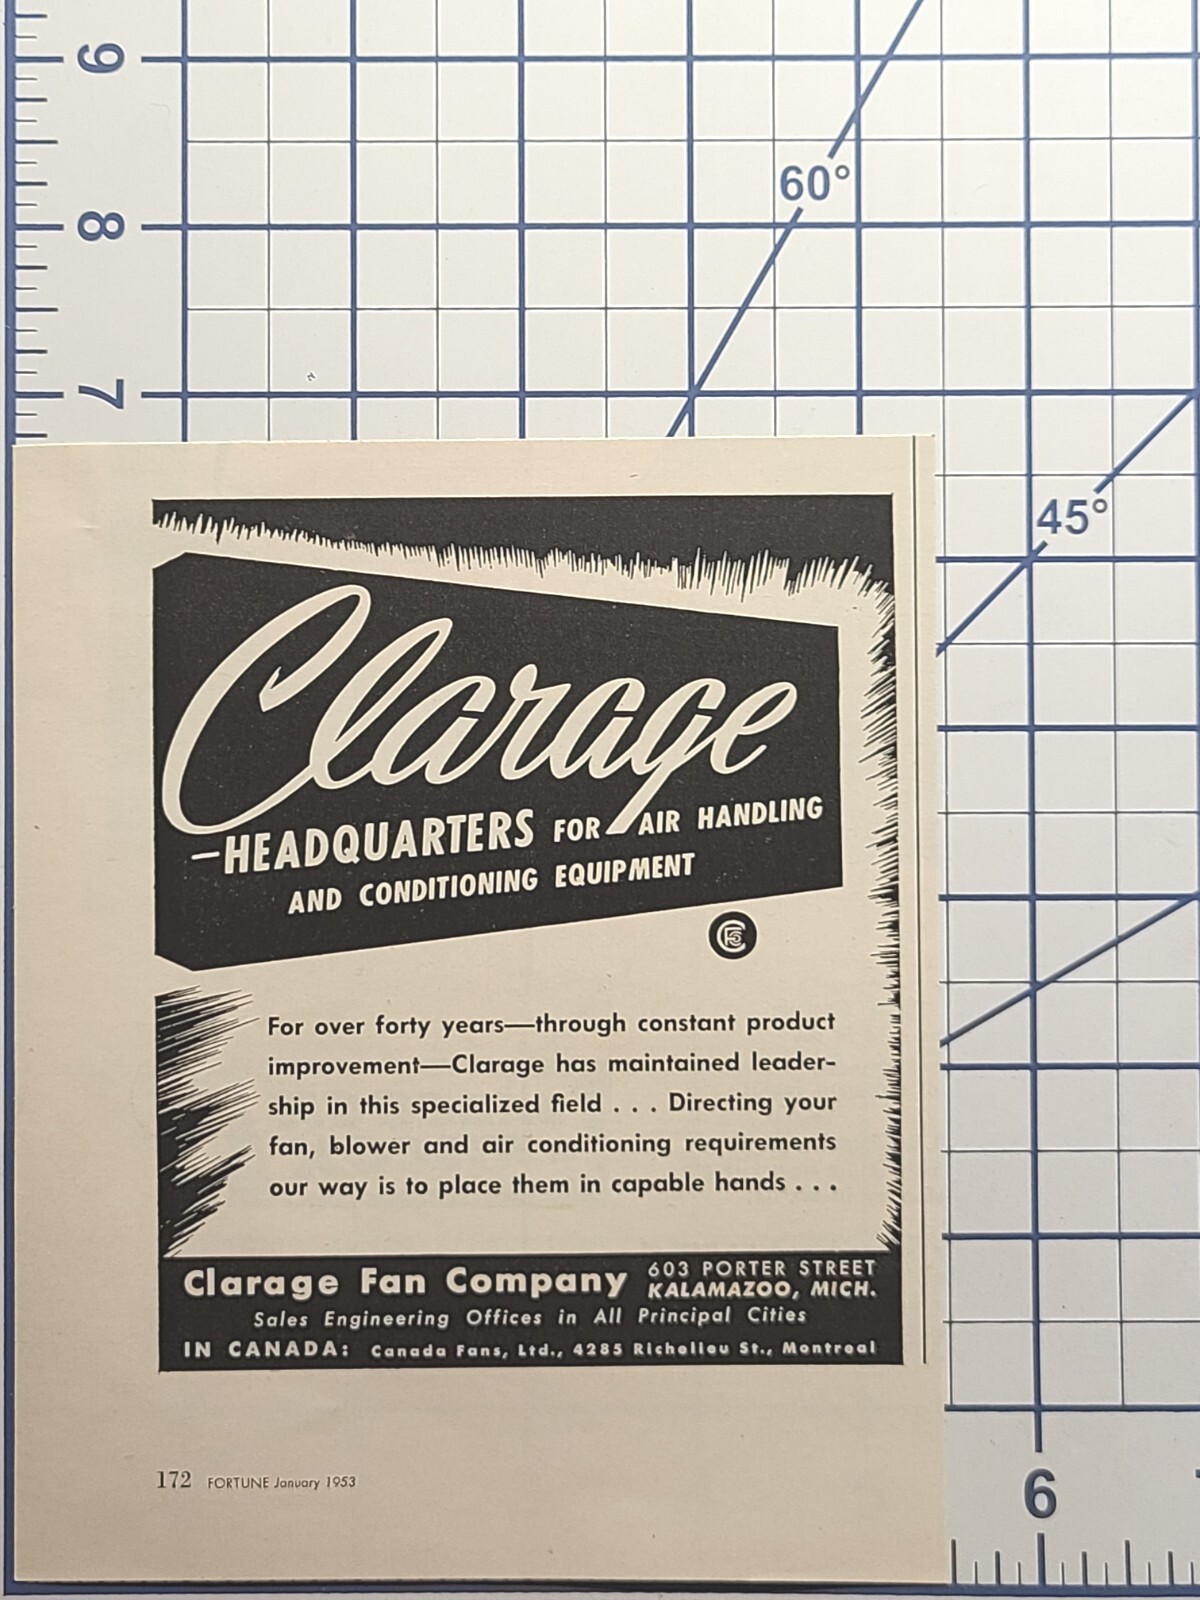 9
60°
8
7
45°
Clarage
—HEADQUARTERS FOR AIR HANDLING
AND CONDITIONING EQUIPMENT
CFS
For over forty years—through constant product
improvement—Clarage has maintained leader-
ship in this specialized field . . . Directing your
fan, blower and air conditioning requirements
our way is to place them in capable hands . . .
Clarage Fan Company
603 PORTER STREET
KALAMAZOO, MICH.
Sales Engineering Offices in All Principal Cities
IN CANADA: Canada Fans, Ltd., 4285 Richelieu St., Montreal
172 FORTUNE January 1953
6